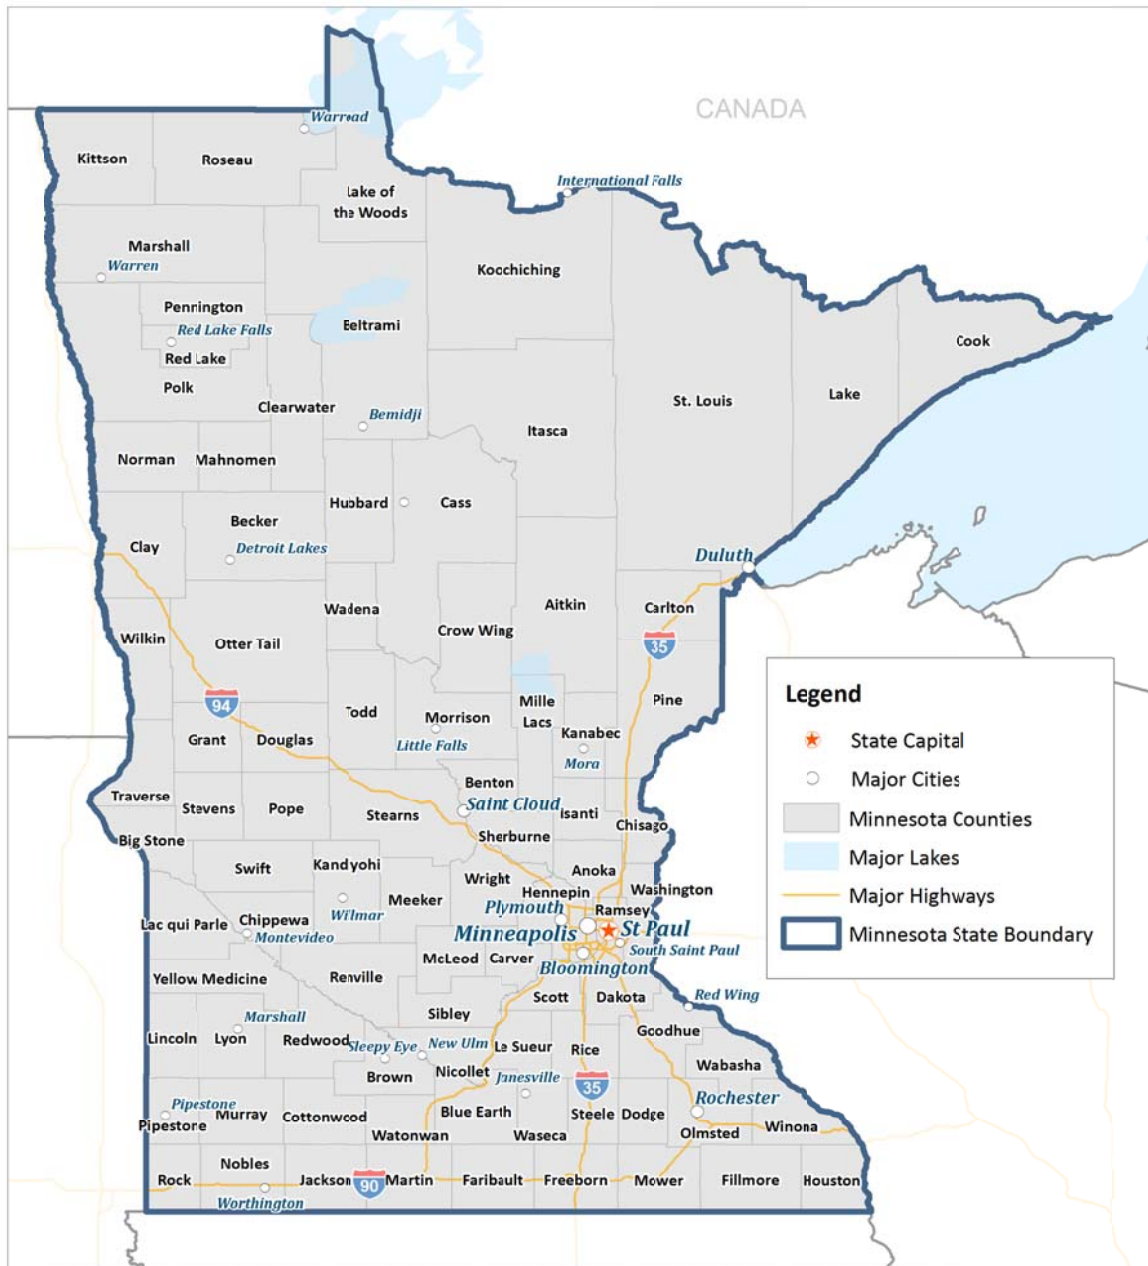 CANADA
Warroad
Kittson
Roseau
International Falls
Lake of
the Woods
Marshall
Warren
Koochiching
Pennington
Red Lake Falls
Beltrami
Red Lake
Polk
Cook
Lake
St. Louis
Clearwater
Bemidji
Itasca
Norman
Mahnomen
Hubbard
Cass
Becker
Clay
Detroit Lakes
Duluth
Wadena
Aitkin
Carlton
Wilkin
Otter Tail
Crow Wing
35
94
Todd
Morrison
Mille
Lacs
Pine
Grant
Douglas
Little Falls
Kanabec
Mora
Traverse
Stevens
Pope
Benton
Saint Cloud
Stearns
Isanti
Chisago
Big Stone
Sherburne
Swift
Kandyohi
Anoka
Wright
Hennepin
Washington
Meeker
Wilmar
Plymouth
Ramsey
Lac qui Parle
Chippewa
Montevideo
Minneapolis
St Paul
South Saint Paul
McLeod
Carver
Bloomington
Yellow Medicine
Renville
Scott
Dakota
Red Wing
Marshall
Sibley
Goodhue
Lincoln
Lyon
Redwood
Sleepy Eye
New Ulm
Le Sueur
Rice
Wabasha
Brown
Nicollet
Janesville
35
Rochester
Pipestone
Pipestone
Murray
Cottonwood
Blue Earth
Steele
Dodge
Watonwan
Waseca
Olmsted
Winona
Nobles
Rock
Jackson
90
Martin
Faribault
Freeborn
Mower
Fillmore
Houston
Worthington
Legend
State Capital
Major Cities
Minnesota Counties
Major Lakes
Major Highways
Minnesota State Boundary